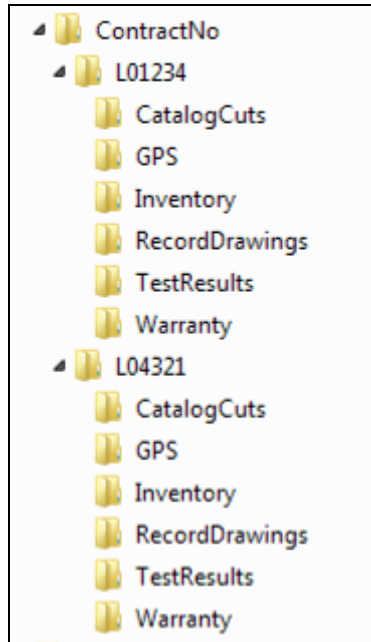 ContractNo
L01234
CatalogCuts
GPS
Inventory
RecordDrawings
TestResults
Warranty
L04321
CatalogCuts
GPS
Inventory
RecordDrawings
TestResults
Warranty